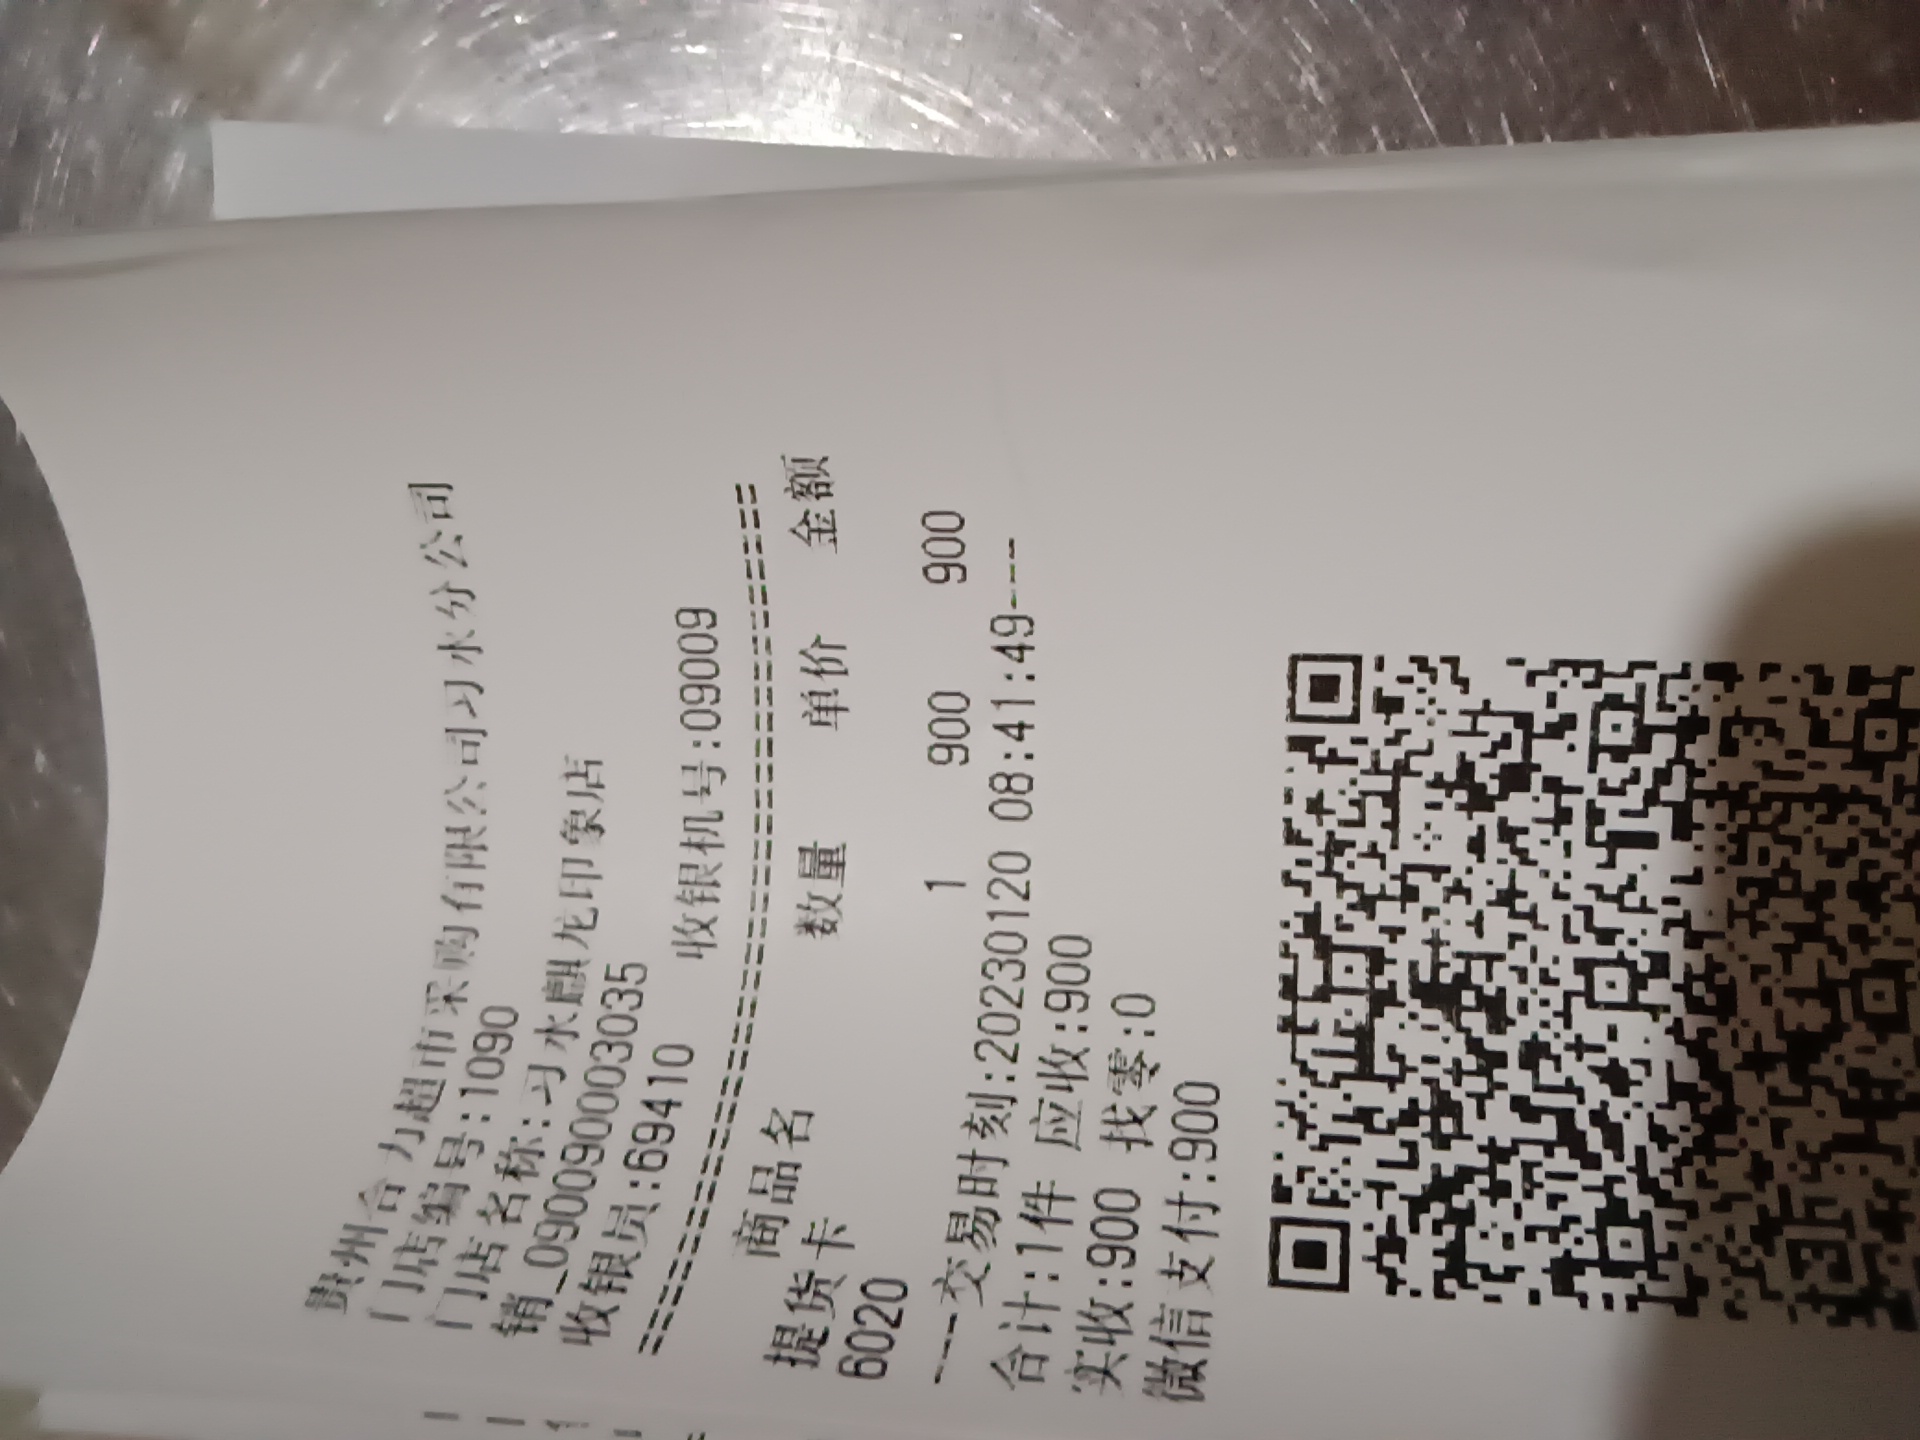 贵州合力超市采购有限公司习水分公司
门店编号:1090
门店名称:习水麒龙印象店
销_09009000003035
收银员:69410 收银机号:09009
商品名 数量 单价 金额
提货卡
6020 1 900 900
----交易时刻:20230120 08:41:49----
合计:1件 应收:900
实收:900 找零:0
微信支付:900